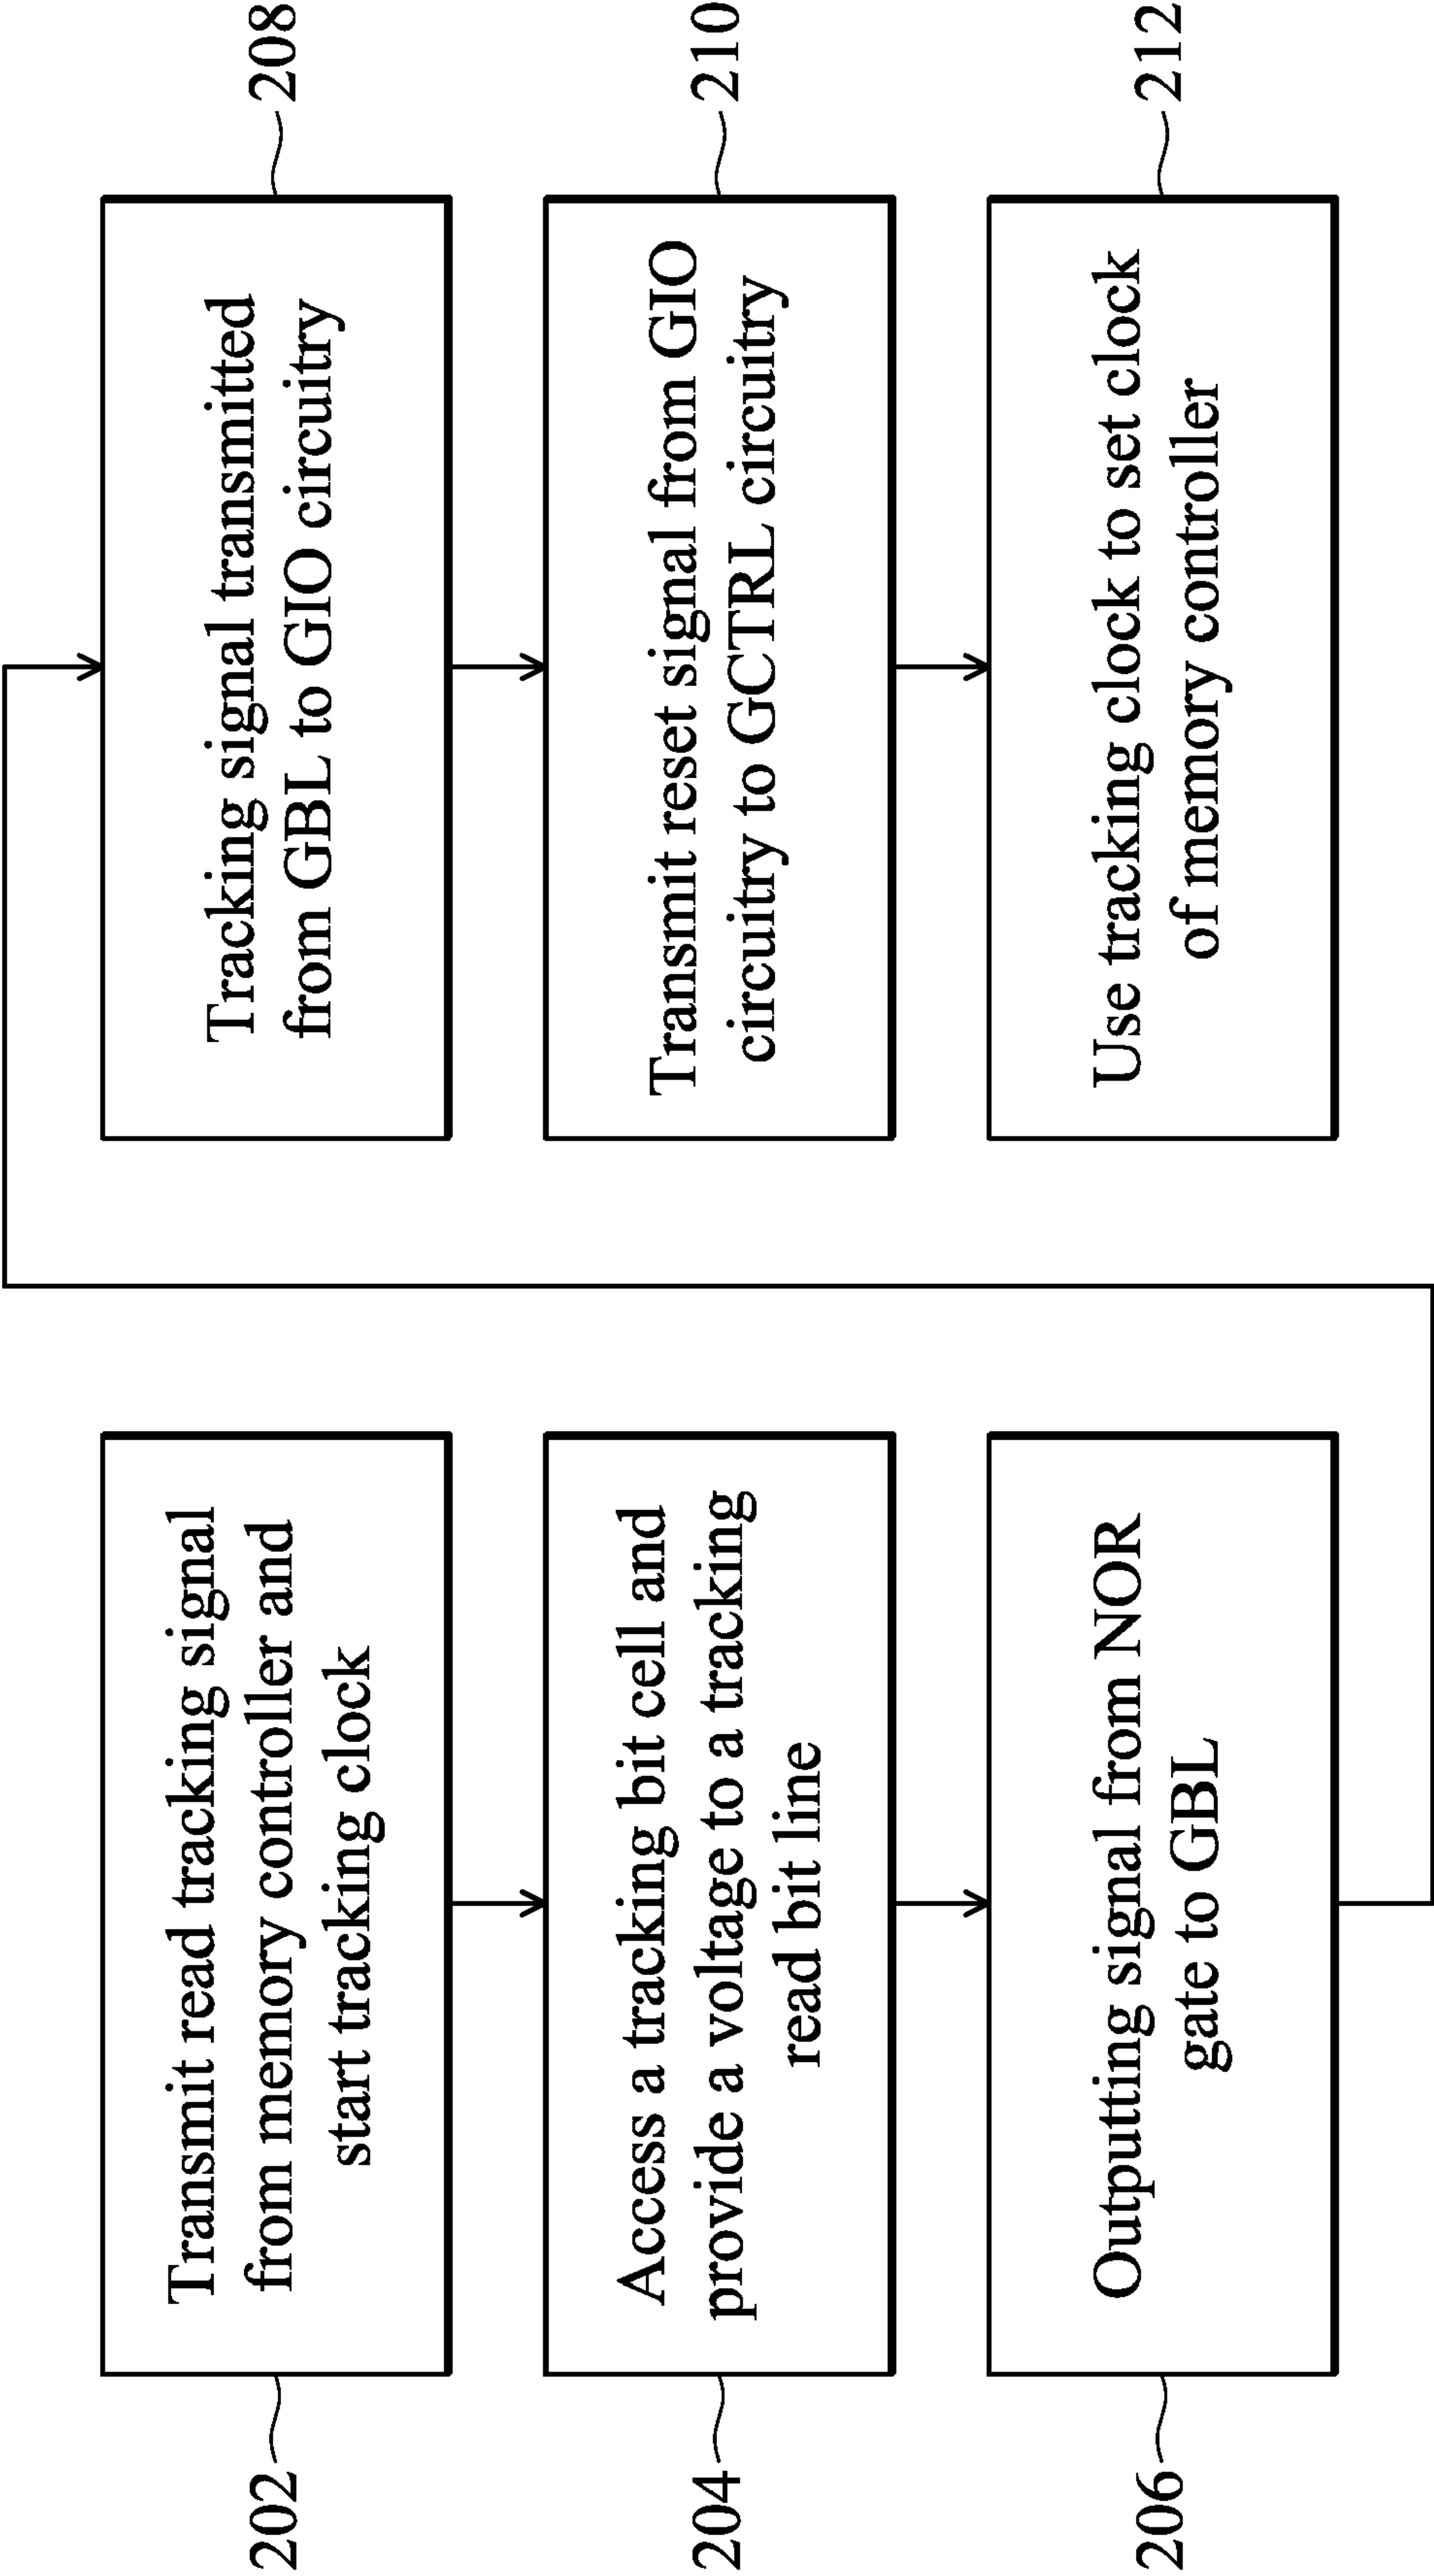 202
Transmit read tracking signal
from memory controller and
start tracking clock
204
Access a tracking bit cell and
provide a voltage to a tracking
read bit line
206
Outputting signal from NOR
gate to GBL
208
Tracking signal transmitted
from GBL to GIO circuitry
210
Transmit reset signal from GIO
circuitry to GCTRL circuitry
212
Use tracking clock to set clock
of memory controller